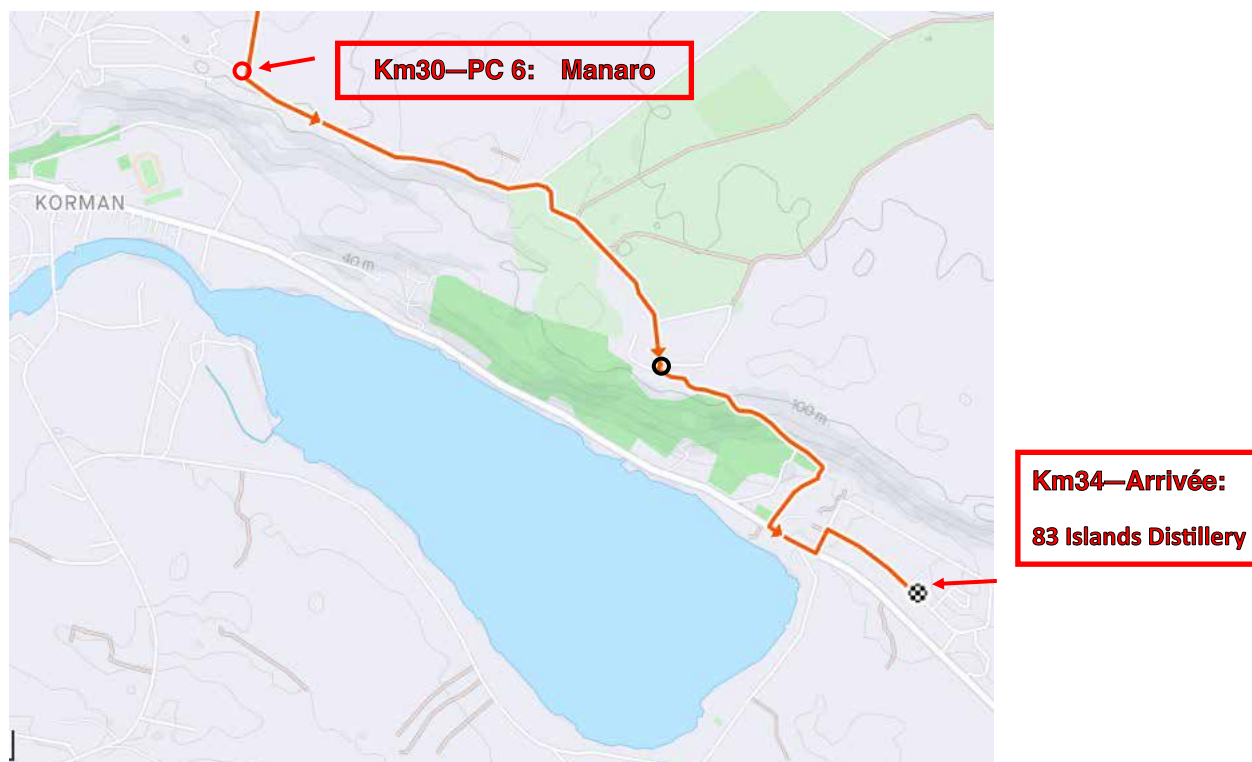 Km30—PC 6: Manaro
KORMAN
40 m
100 m
Km34—Arrivée:
83 Islands Distillery
]